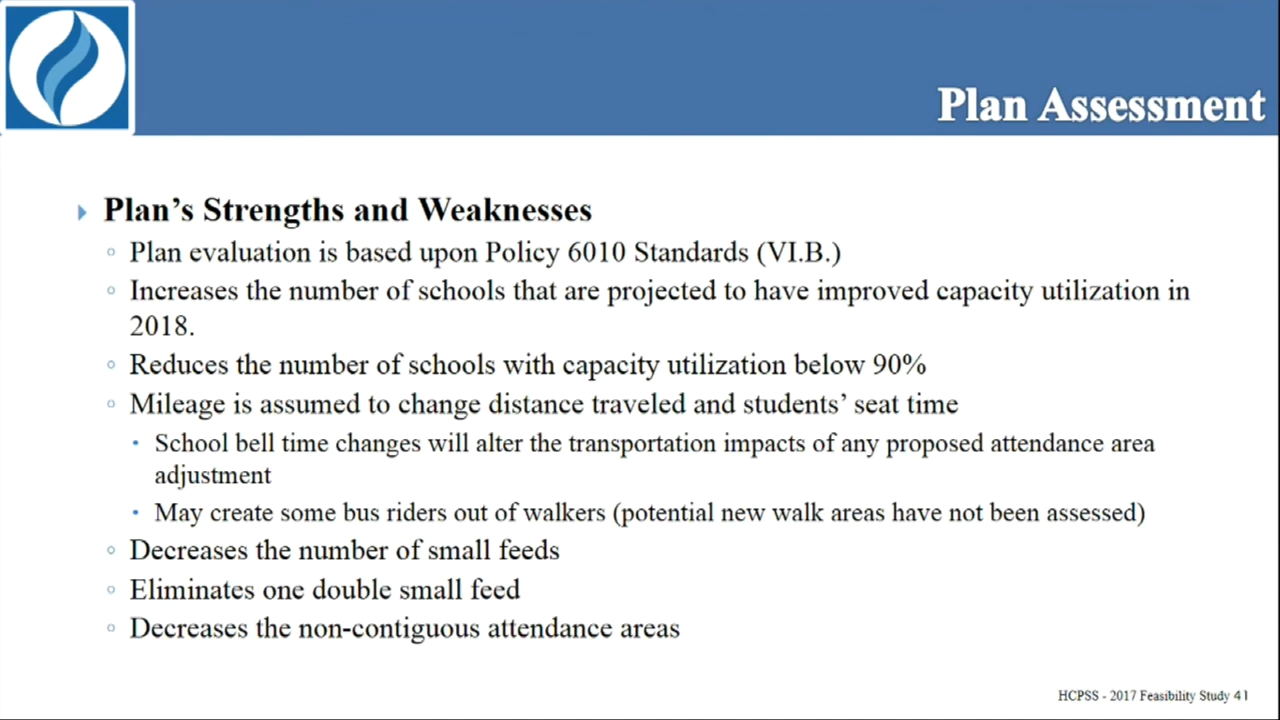 Plan Assessment
Plan’s Strengths and Weaknesses
Plan evaluation is based upon Policy 6010 Standards (VI.B.)
Increases the number of schools that are projected to have improved capacity utilization in
2018.
Reduces the number of schools with capacity utilization below 90%
Mileage is assumed to change distance traveled and students’ seat time
School bell time changes will alter the transportation impacts of any proposed attendance area
adjustment
May create some bus riders out of walkers (potential new walk areas have not been assessed)
Decreases the number of small feeds
Eliminates one double small feed
Decreases the non-contiguous attendance areas
HCPSS - 2017 Feasibility Study 41